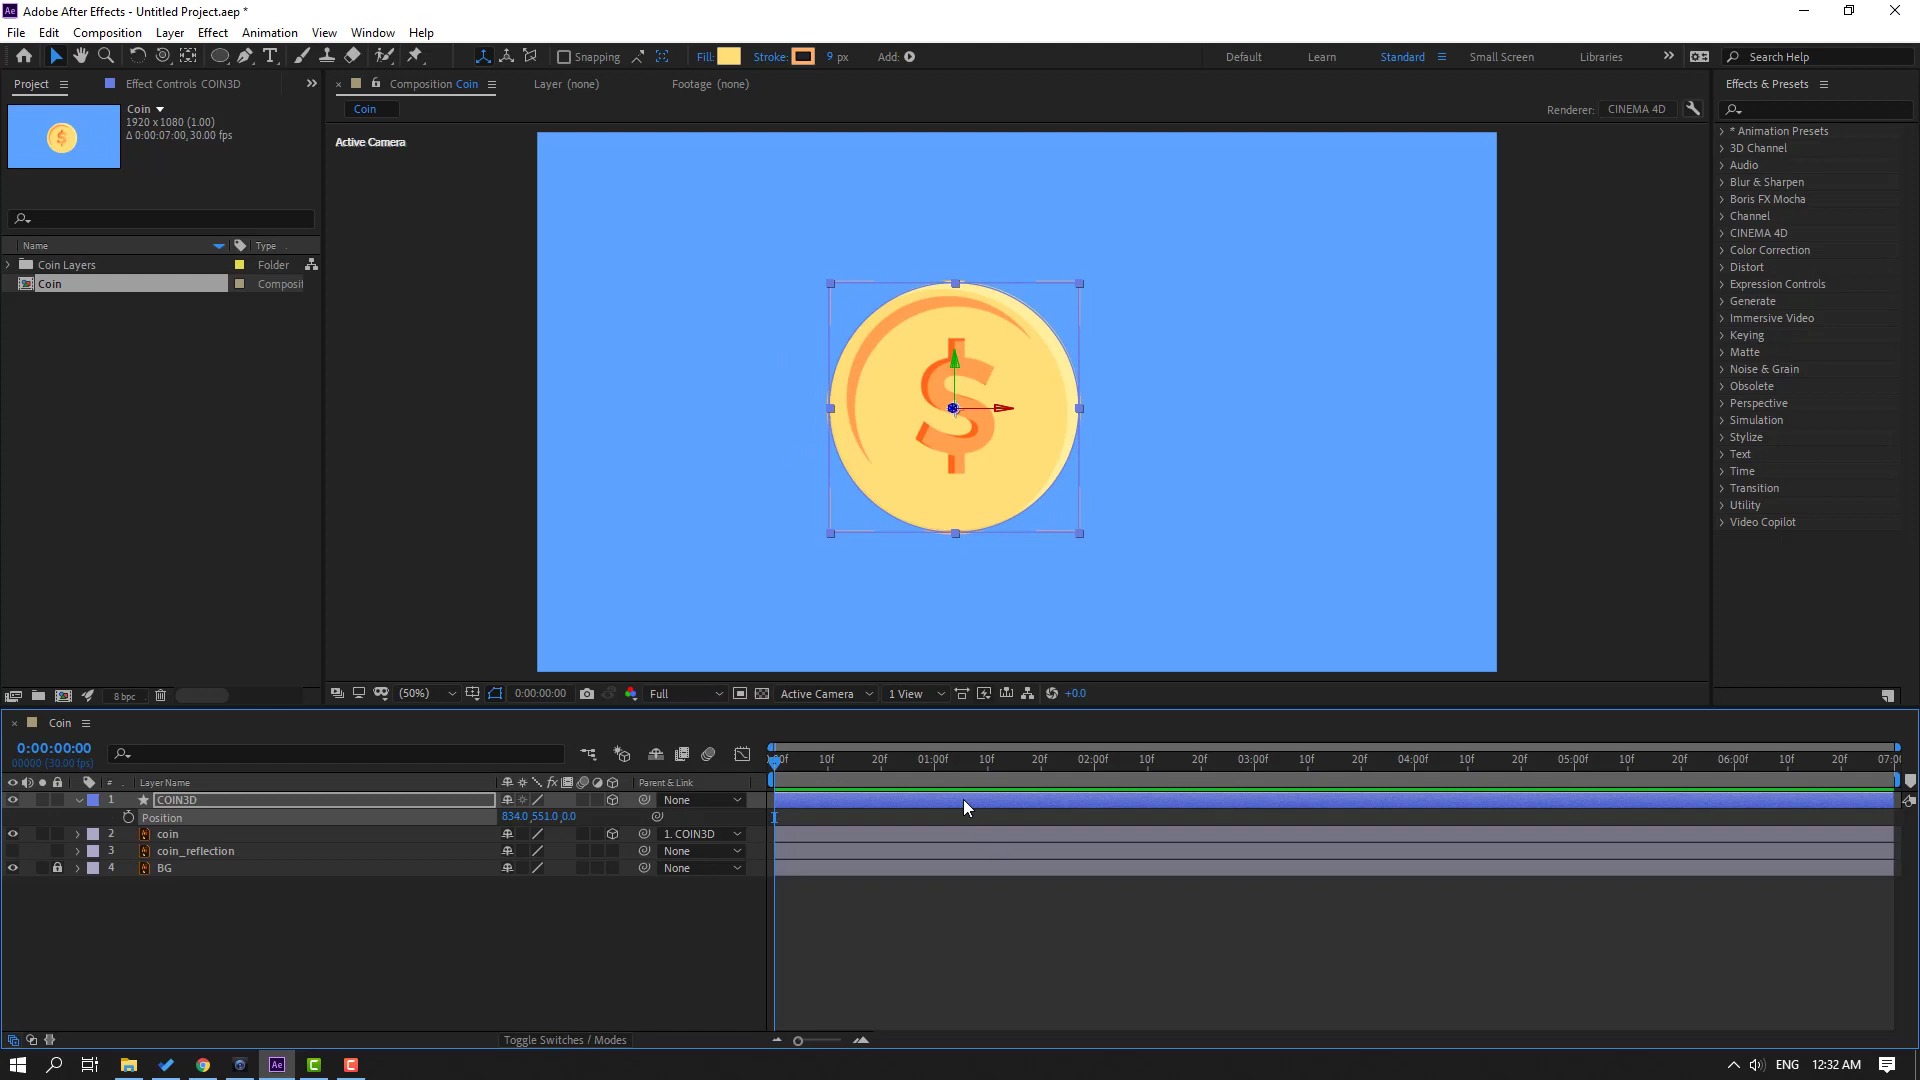 Ae Adobe After Effects - Untitled Project.aep *
File Edit Composition Layer Effect Animation View Window Help
Snapping Fill: Stroke: 9 px Add: Default Learn Standard Small Screen Libraries Search Help
Project Effect Controls COIN3D Composition Coin Layer (none) Footage (none) Effects & Presets
Coin
1920 x 1080 (1.00)
Δ 0:00:07:00, 30.00 fps
Coin Renderer: CINEMA 4D
Active Camera
Name Type
Coin Layers Folder
Coin Composit
$
* Animation Presets
3D Channel
Audio
Blur & Sharpen
Boris FX Mocha
Channel
CINEMA 4D
Color Correction
Distort
Expression Controls
Generate
Immersive Video
Keying
Matte
Noise & Grain
Obsolete
Perspective
Simulation
Stylize
Text
Time
Transition
Utility
Video Copilot
8 bpc (50%) 0:00:00:00 Full Active Camera 1 View +0.0
Coin
0:00:00:00
00000 (30.00 fps)
10f 20f 01:00f 10f 20f 02:00f 10f 20f 03:00f 10f 20f 04:00f 10f 20f 05:00f 10f 20f 06:00f 10f 20f
# Layer Name fx Parent & Link
1 COIN3D None
Position 834.0,551.0,0.0
2 coin 1. COIN3D
3 coin_reflection None
4 BG None
Toggle Switches / Modes
Ae C C ENG 12:32 AM